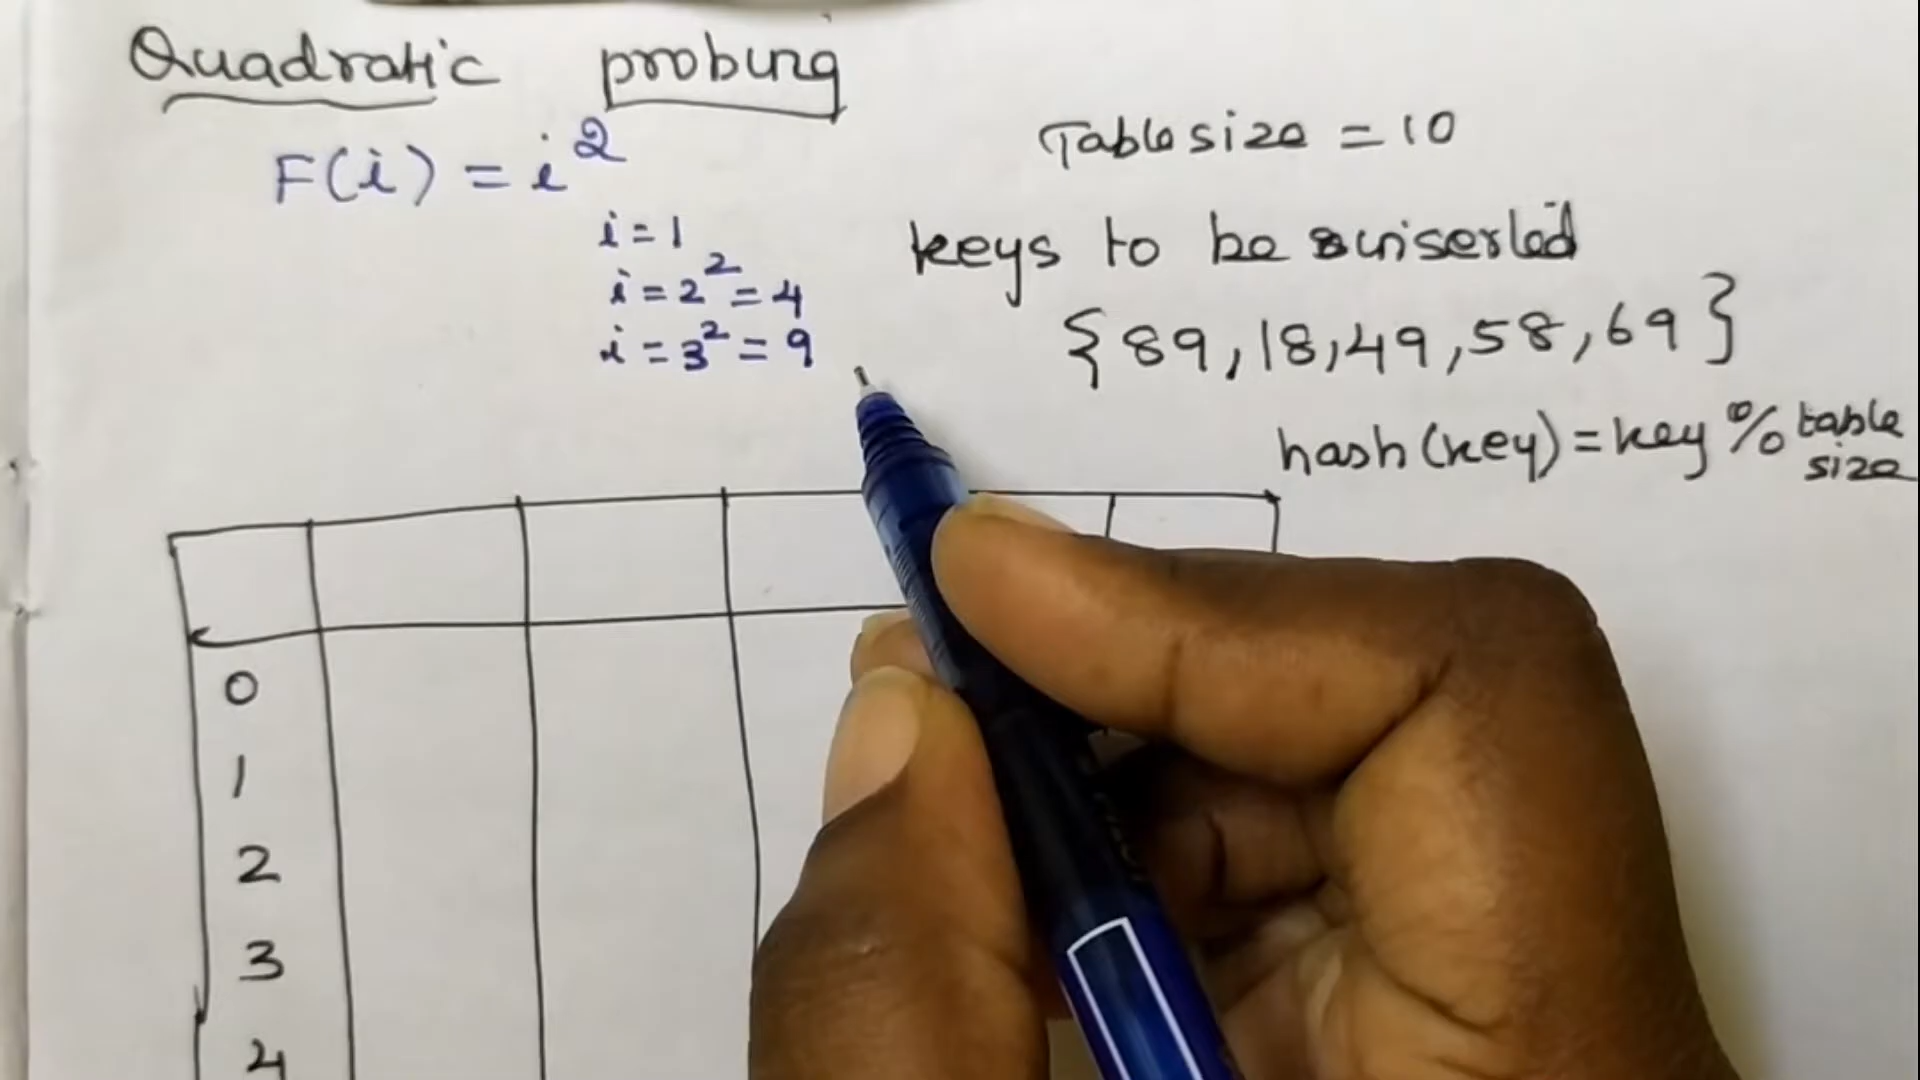 Quadratic probing
F(i) = i²
i = 1
i = 2² = 4
i = 3² = 9
Table size = 10
keys to be inserted
{89, 18, 49, 58, 69}
hash (key) = key % table
size
0
1
2
3
4